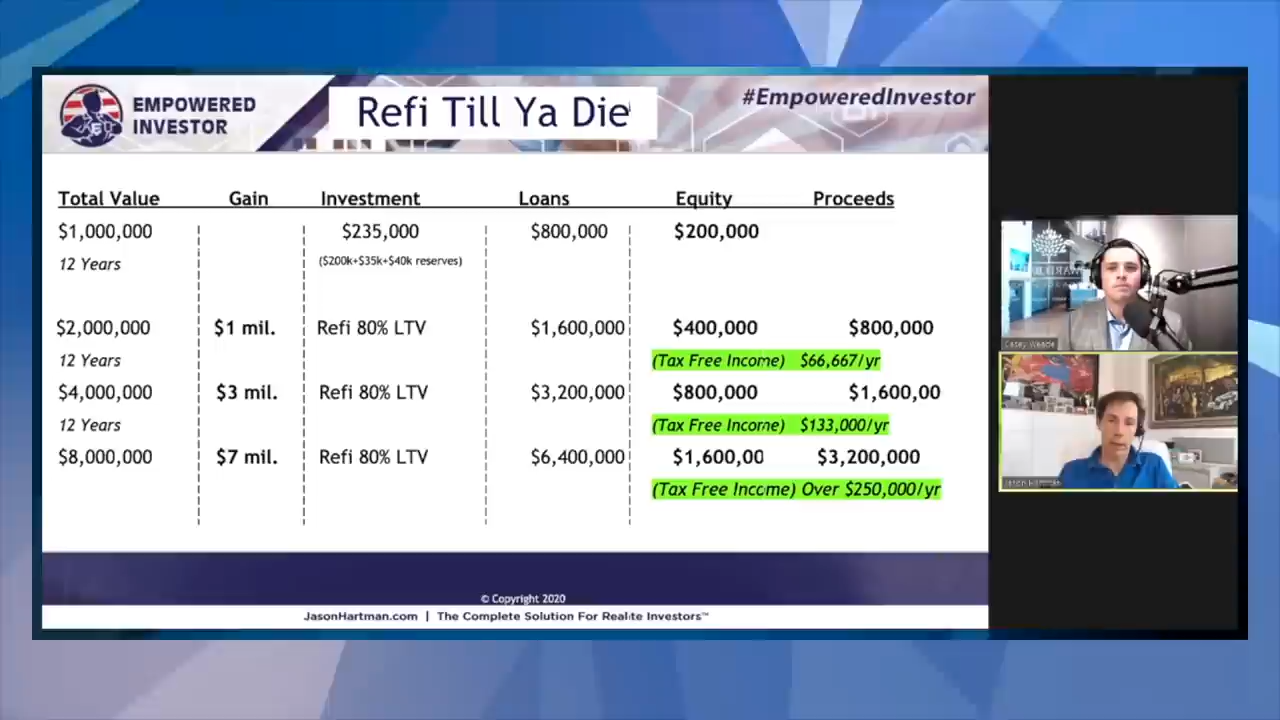 EMPOWERED
INVESTOR
Refi Till Ya Die
#EmpoweredInvestor
Total Value Gain Investment Loans Equity Proceeds
$1,000,000 $235,000 $800,000 $200,000
12 Years ($200k+$35k+$40k reserves)
$2,000,000 $1 mil. Refi 80% LTV $1,600,000 $400,000 $800,000
12 Years (Tax Free Income) $66,667/yr
$4,000,000 $3 mil. Refi 80% LTV $3,200,000 $800,000 $1,600,00
12 Years (Tax Free Income) $133,000/yr
$8,000,000 $7 mil. Refi 80% LTV $6,400,000 $1,600,00 $3,200,000
(Tax Free Income) Over $250,000/yr
© Copyright 2020
JasonHartman.com | The Complete Solution For Realte Investors™
Casey Weade